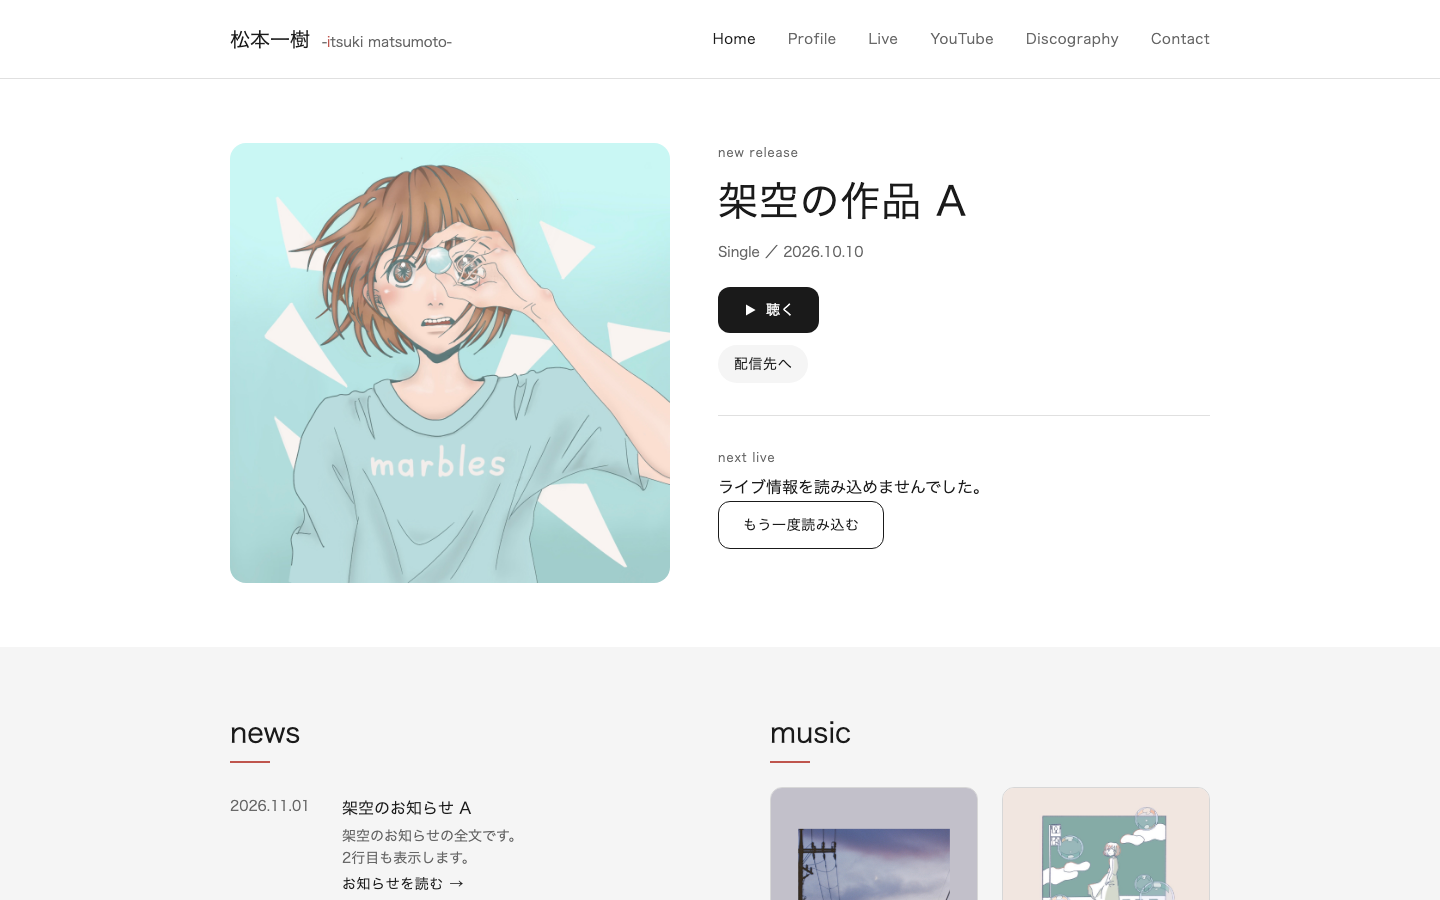 松本一樹 -itsuki matsumoto-
Home Profile Live YouTube Discography Contact
marbles
new release
架空の作品 A
Single ／ 2026.10.10
▶ 聴く
配信先へ
next live
ライブ情報を読み込めませんでした。
もう一度読み込む
news
2026.11.01
架空のお知らせ A
架空のお知らせの全文です。
2行目も表示します。
お知らせを読む →
music